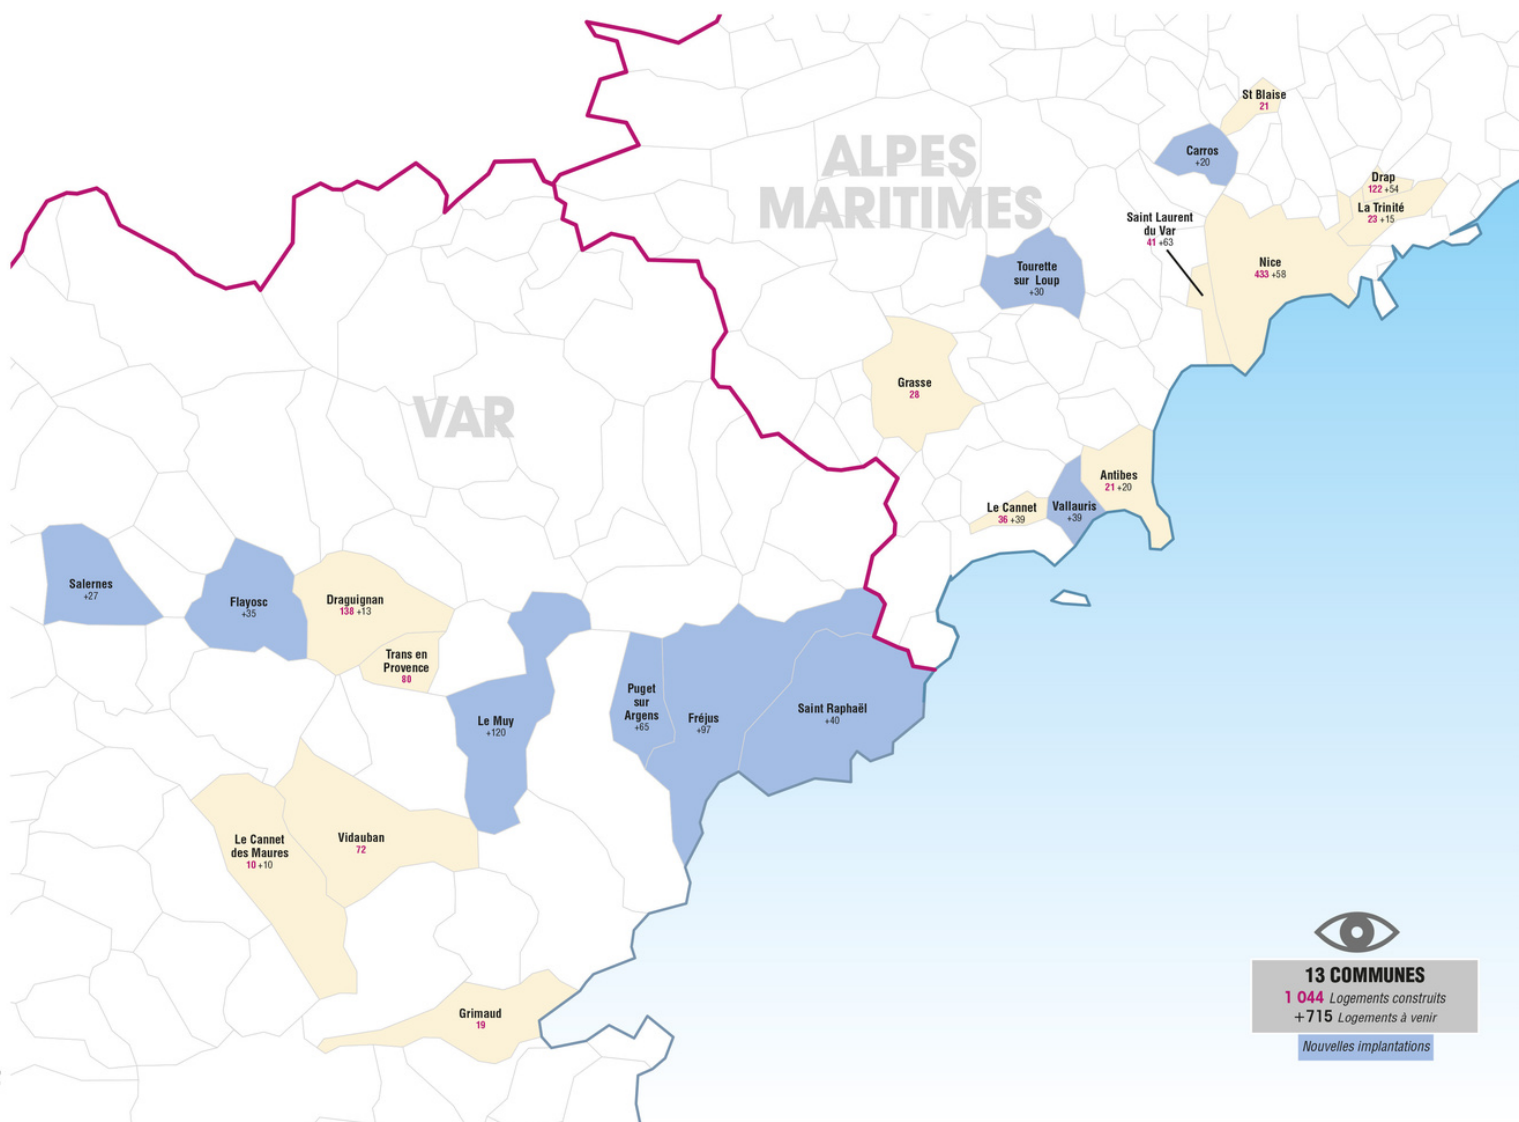 ALPES
MARITIMES
VAR
St Blaise
21
Carros
+20
Drap
122 +54
La Trinité
23 +15
Saint Laurent
du Var
41 +63
Nice
433 +58
Tourette
sur Loup
+30
Grasse
28
Antibes
21 +20
Le Cannet
36 +39
Vallauris
+39
Salernes
+27
Flayosc
+35
Draguignan
138 +13
Trans en
Provence
80
Le Muy
+120
Puget
sur
Argens
+65
Fréjus
+97
Saint Raphaël
+40
Le Cannet
des Maures
10 +10
Vidauban
72
Grimaud
19
13 COMMUNES
1 044 Logements construits
+715 Logements à venir
Nouvelles implantations